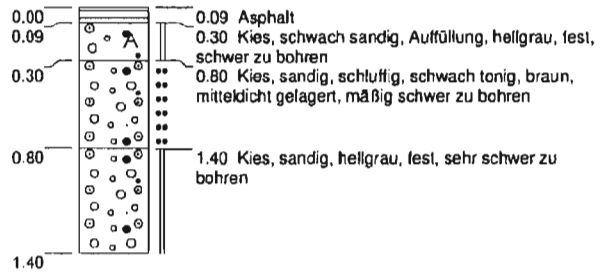 0.00
0.09 Asphalt
0.09
0.30 Kies, schwach sandig, Auffüllung, hellgrau, fest,
schwer zu bohren
A
0.30
0.80 Kies, sandig, schluffig, schwach tonig, braun,
mitteldicht gelagert, mäßig schwer zu bohren
0.80
1.40 Kies, sandig, hellgrau, fest, sehr schwer zu
bohren
1.40